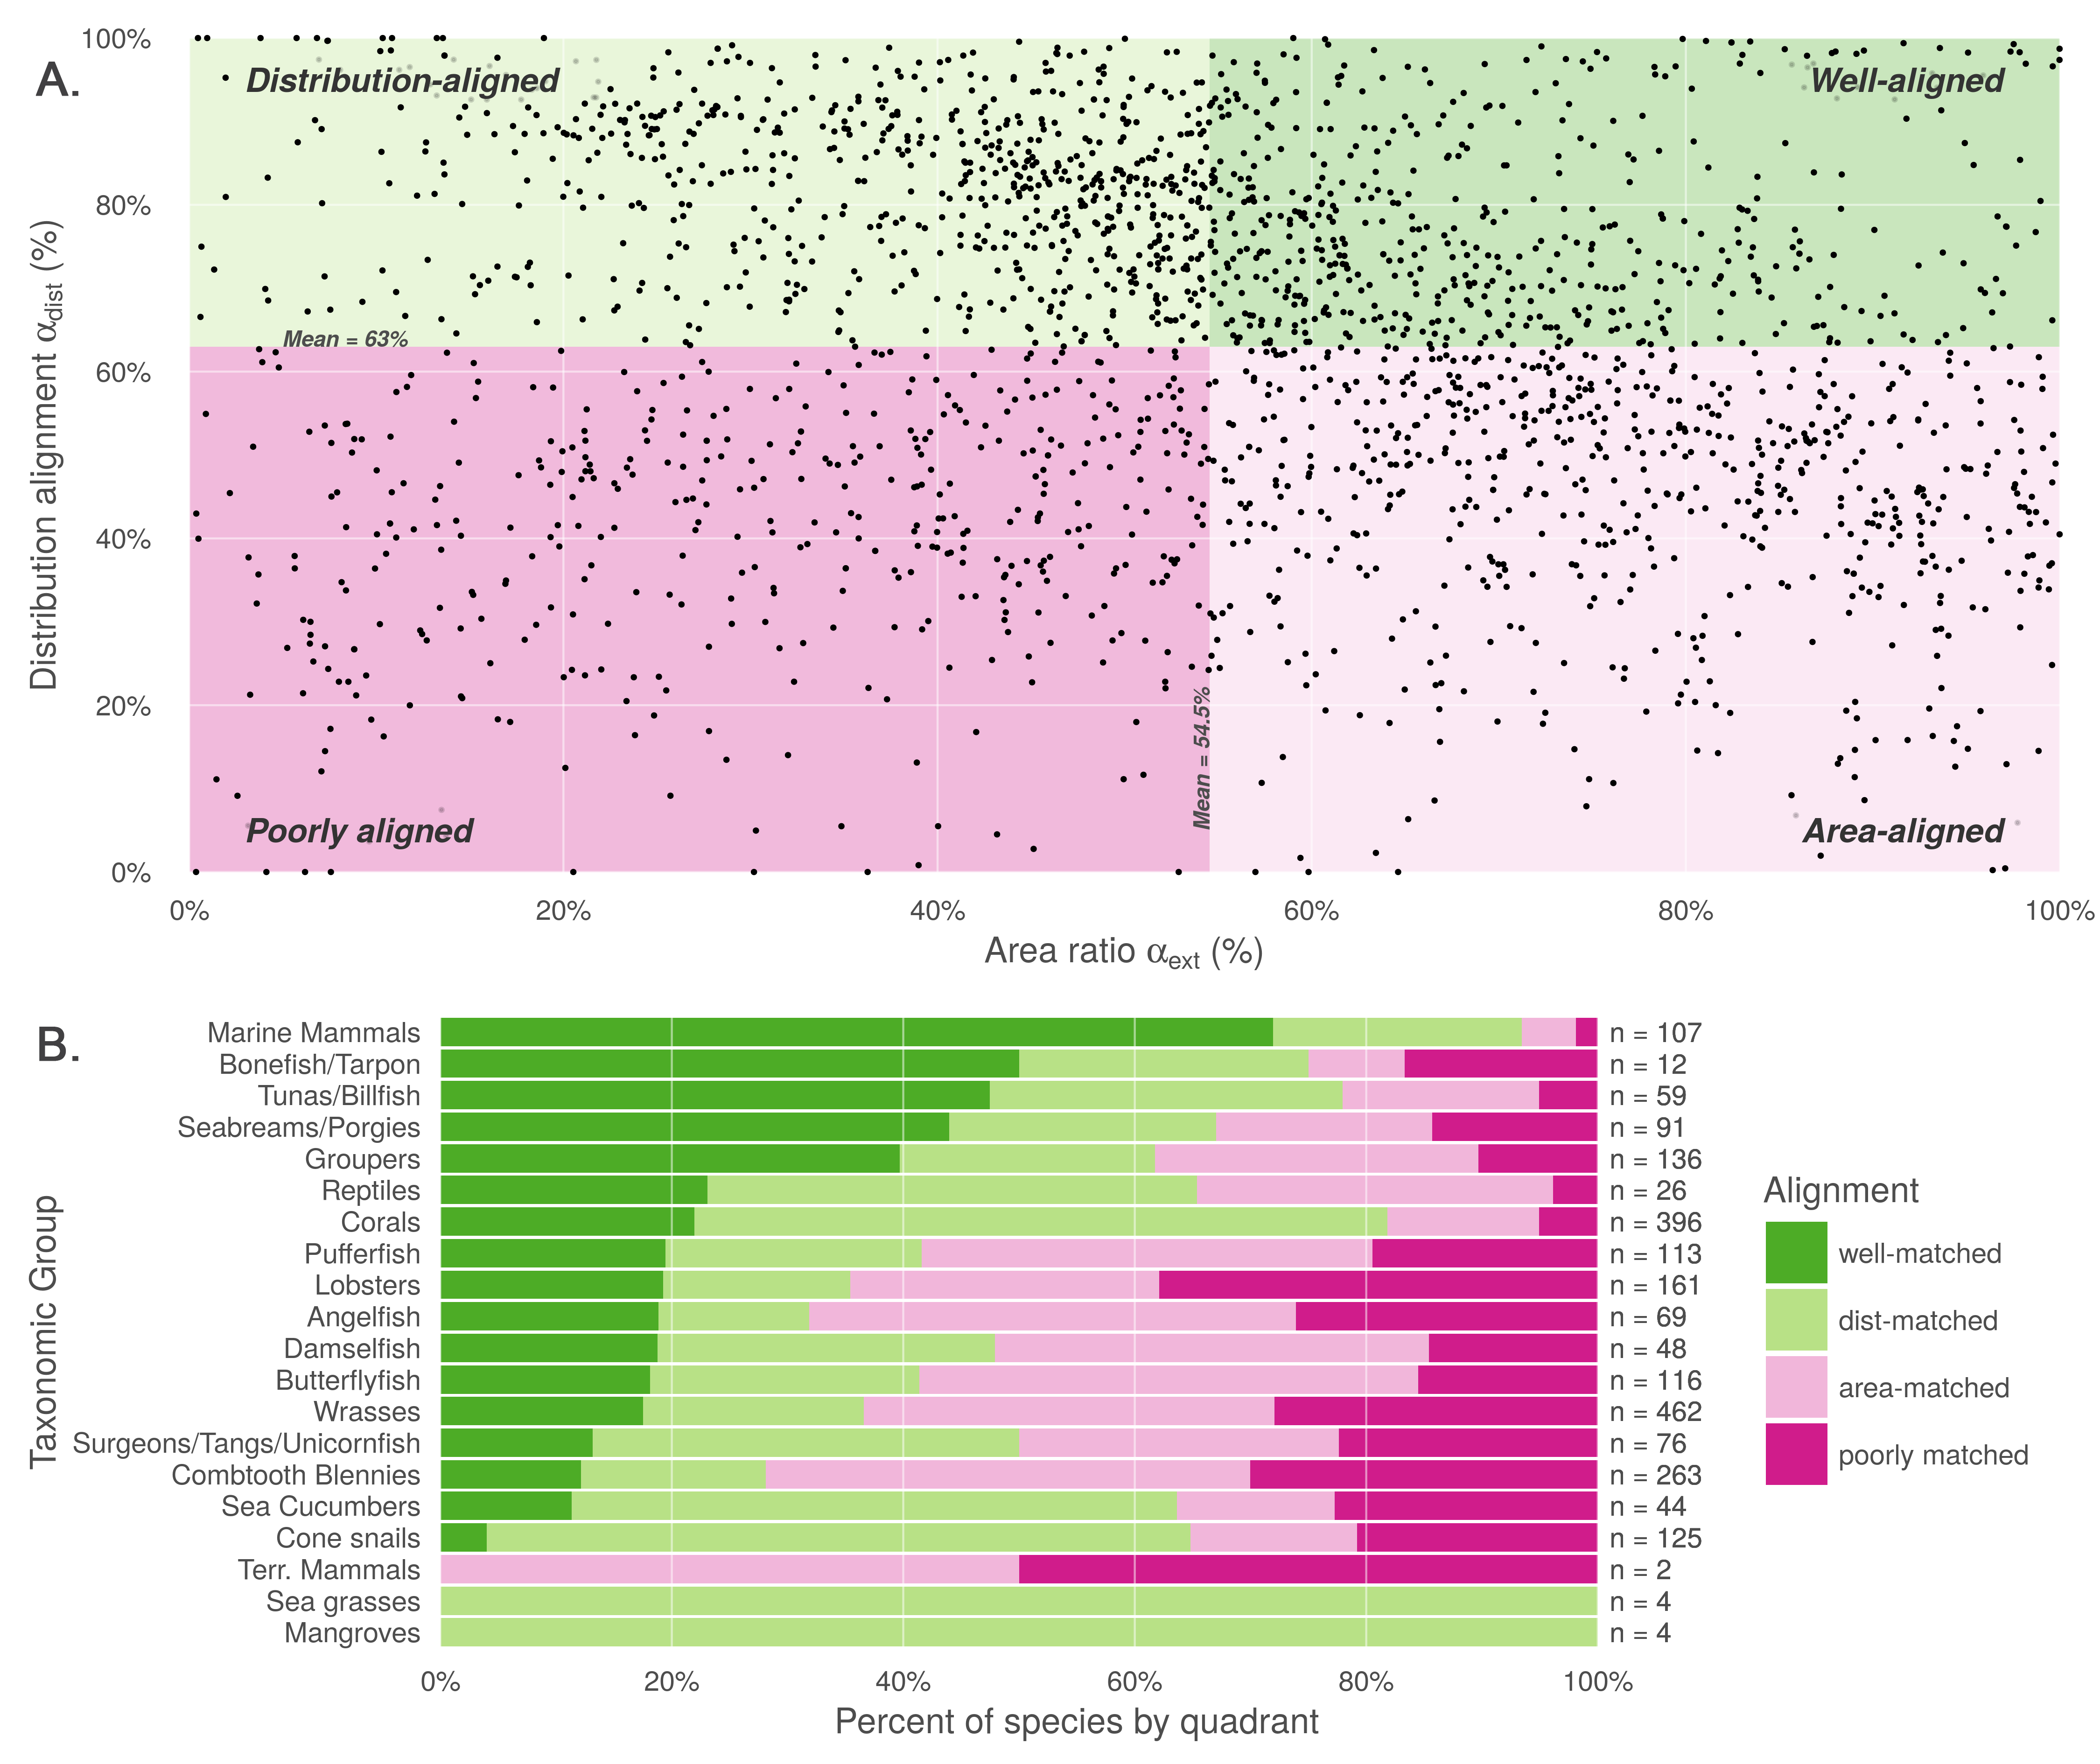 A.
100%
80%
60%
40%
20%
0%
Distribution alignment αdist (%)
Distribution-aligned
Well-aligned
Mean = 63%
Mean = 54.5%
Poorly aligned
Area-aligned
0% 20% 40% 60% 80% 100%
Area ratio αext (%)
B.
Taxonomic Group
Marine Mammals n = 107
Bonefish/Tarpon n = 12
Tunas/Billfish n = 59
Seabreams/Porgies n = 91
Groupers n = 136
Reptiles n = 26
Corals n = 396
Pufferfish n = 113
Lobsters n = 161
Angelfish n = 69
Damselfish n = 48
Butterflyfish n = 116
Wrasses n = 462
Surgeons/Tangs/Unicornfish n = 76
Combtooth Blennies n = 263
Sea Cucumbers n = 44
Cone snails n = 125
Terr. Mammals n = 2
Sea grasses n = 4
Mangroves n = 4
0% 20% 40% 60% 80% 100%
Percent of species by quadrant
Alignment
well-matched
dist-matched
area-matched
poorly matched